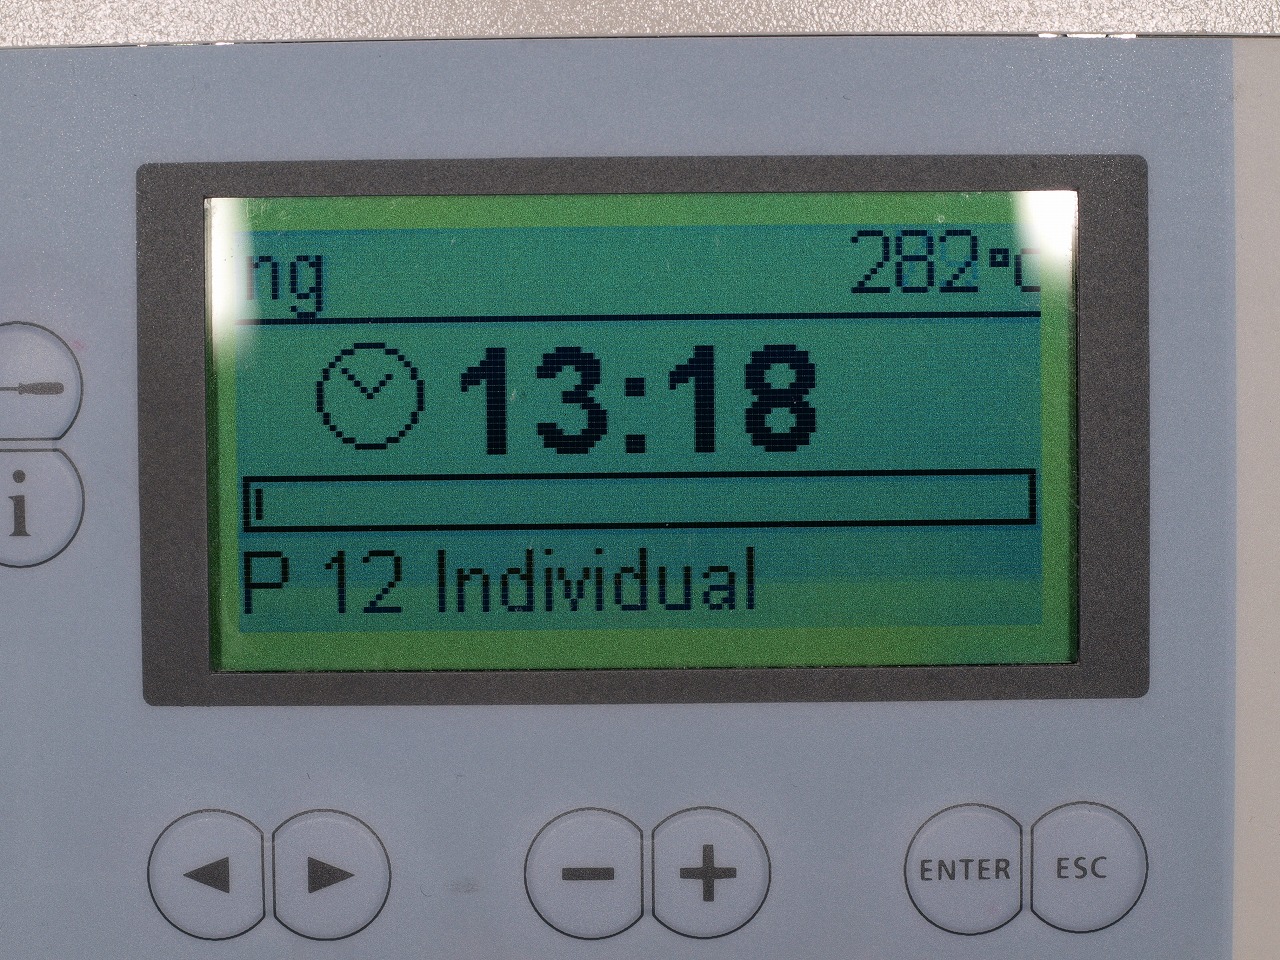 ng 282°C
13:18
P 12 Individual
i
ENTER ESC